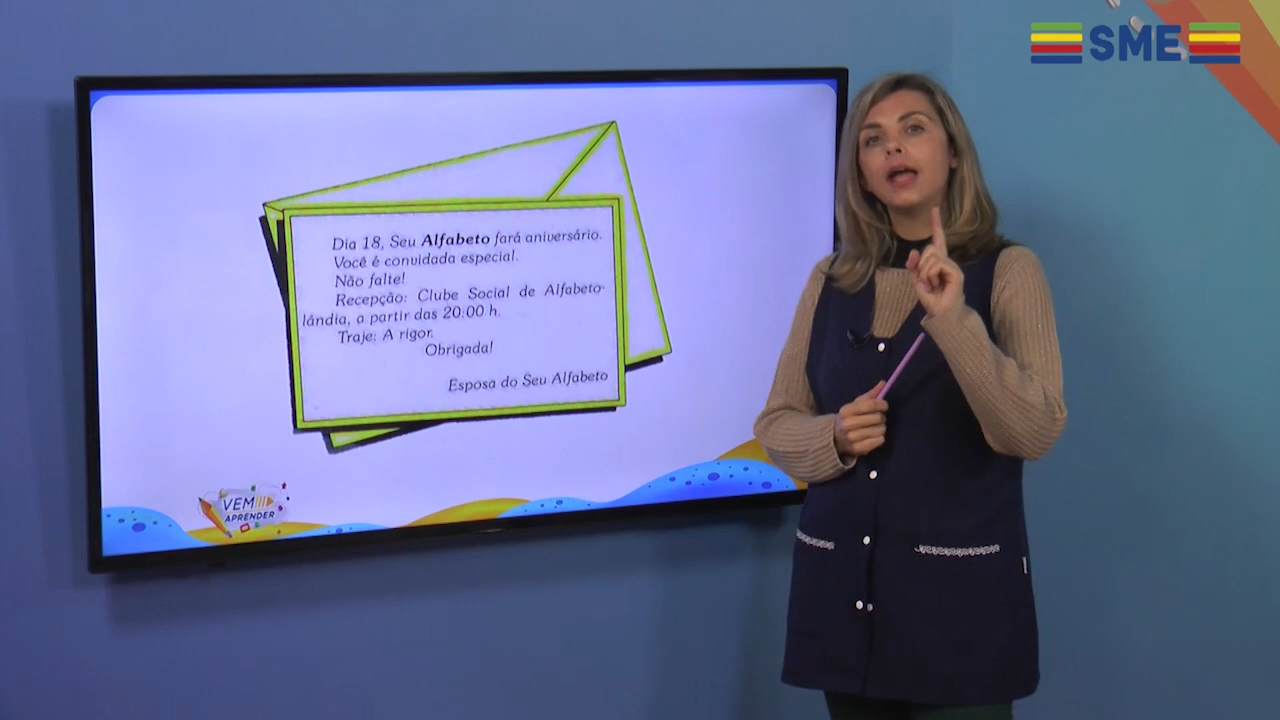 SME
Dia 18, Seu Alfabeto fará aniversário.
Você é convidada especial.
Não falte!
Recepção: Clube Social de Alfabeto-
lândia, a partir das 20:00 h.
Traje: A rigor.
Obrigada!
Esposa do Seu Alfabeto
VEM
APRENDER